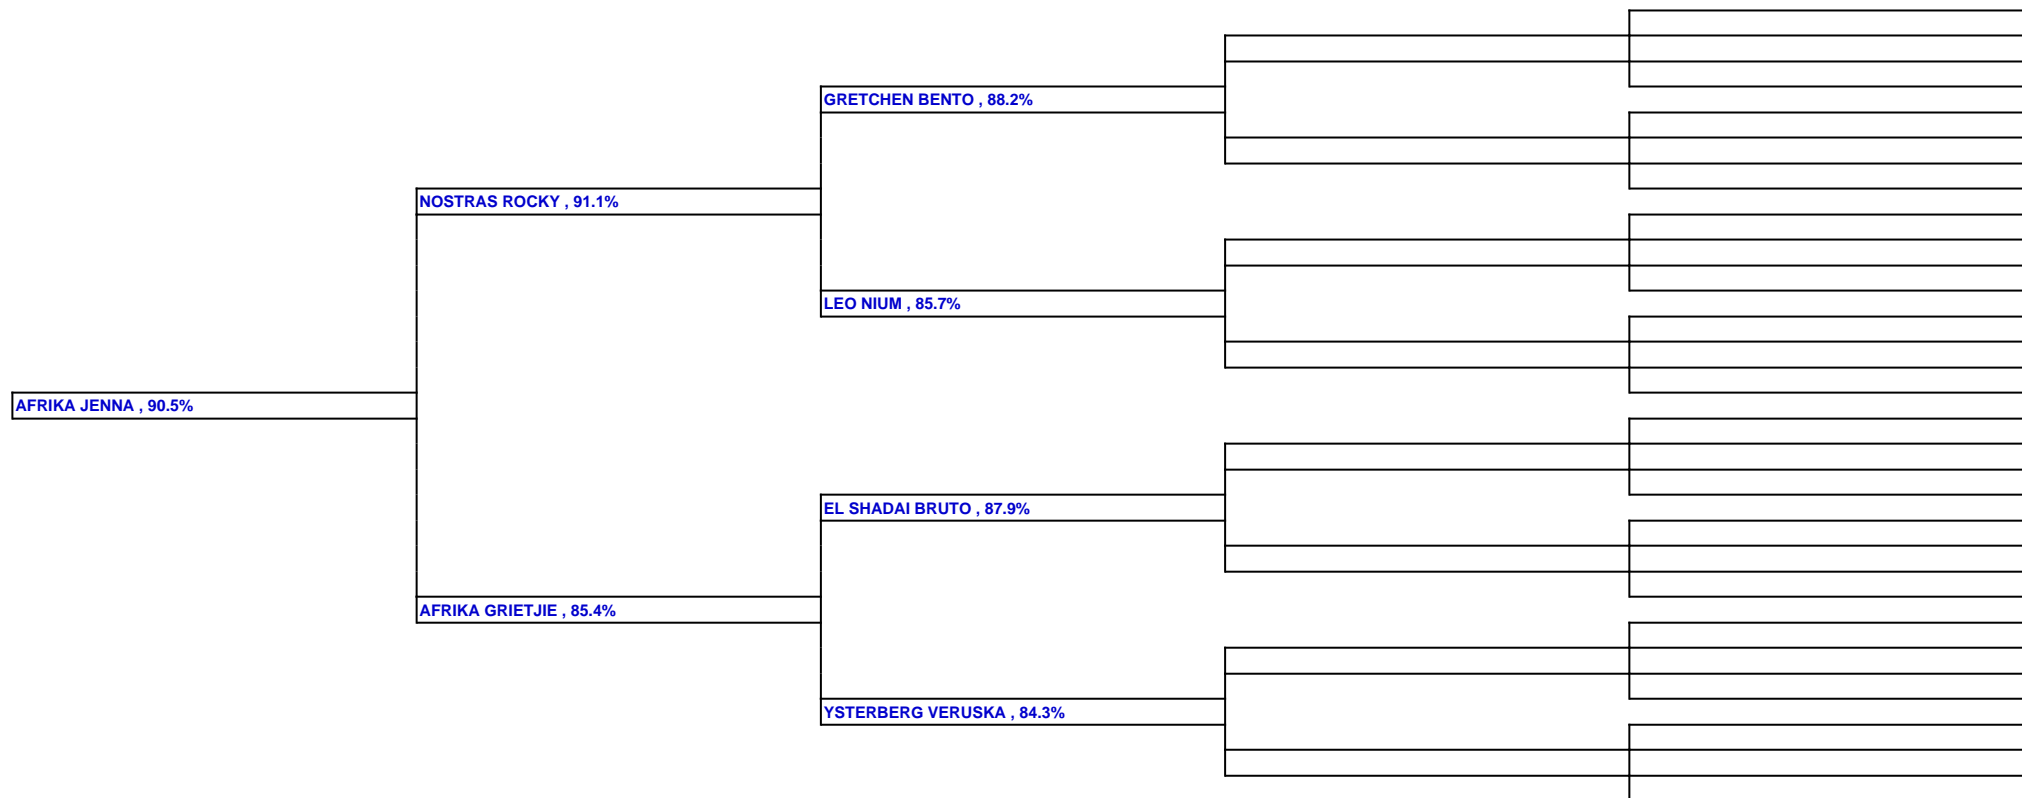 GRETCHEN BENTO , 88.2%
NOSTRAS ROCKY , 91.1%
LEO NIUM , 85.7%
AFRIKA JENNA , 90.5%
EL SHADAI BRUTO , 87.9%
AFRIKA GRIETJIE , 85.4%
YSTERBERG VERUSKA , 84.3%